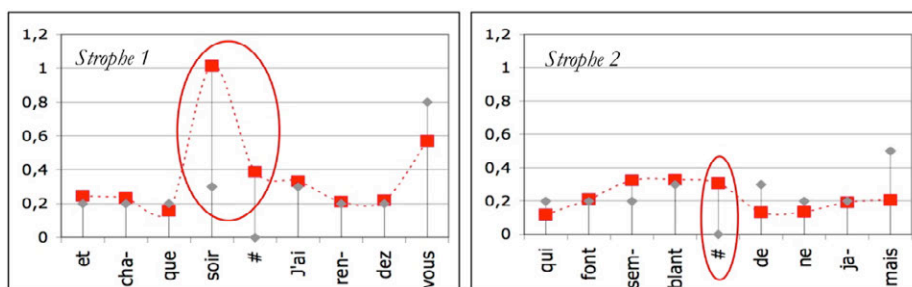 1,2
Strophe 1
1
0,8
0,6
0,4
0,2
0
et
cha-
que
soir
#
J'ai
ren-
dez
vous
1,2
Strophe 2
1
0,8
0,6
0,4
0,2
0
qui
font
sem-
blant
#
de
ne
ja-
mais